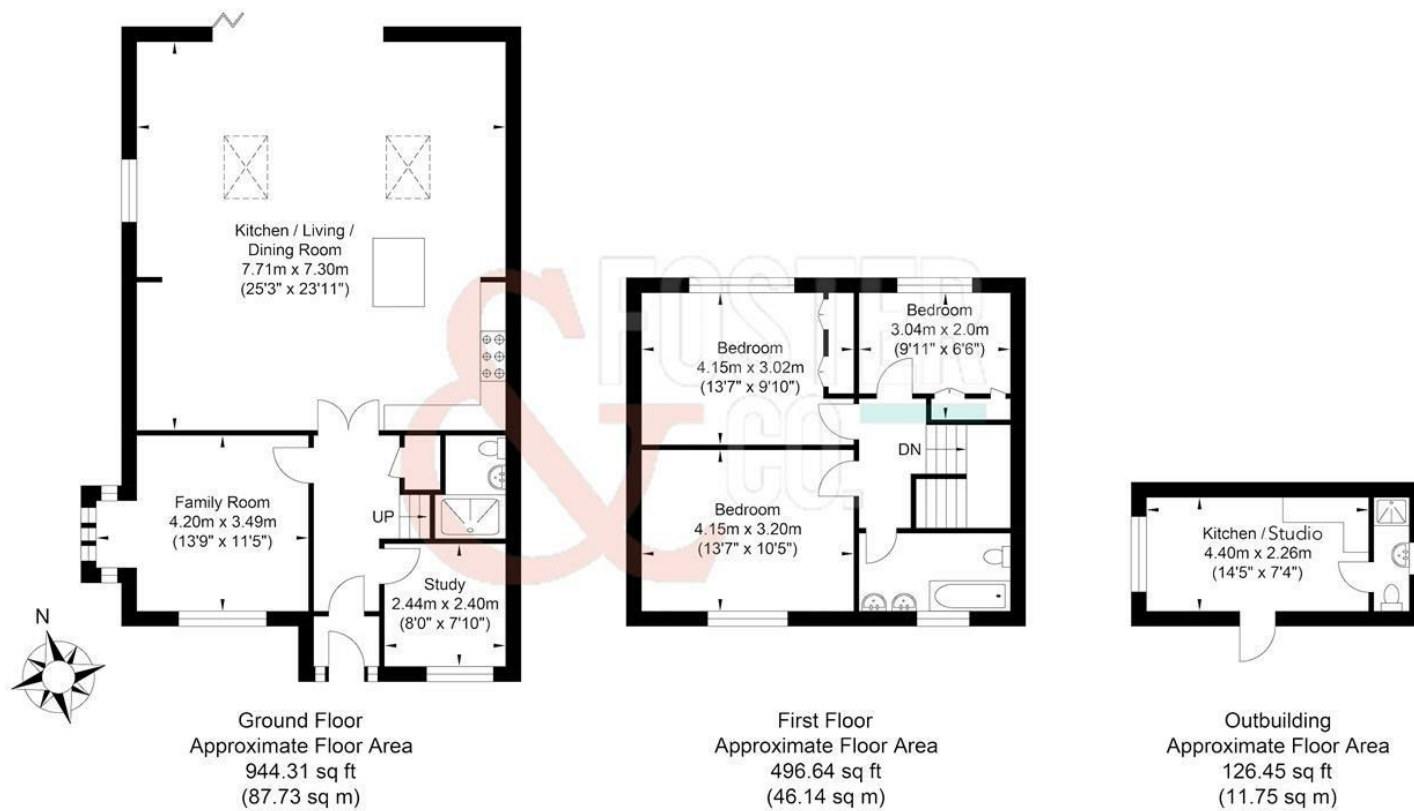 Kitchen / Living /
Dining Room
7.71m x 7.30m
(25'3" x 23'11")
Family Room
4.20m x 3.49m
(13'9" x 11'5")
UP
Study
2.44m x 2.40m
(8'0" x 7'10")
N
Ground Floor
Approximate Floor Area
944.31 sq ft
(87.73 sq m)
Bedroom
4.15m x 3.02m
(13'7" x 9'10")
Bedroom
3.04m x 2.0m
(9'11" x 6'6")
DN
Bedroom
4.15m x 3.20m
(13'7" x 10'5")
First Floor
Approximate Floor Area
496.64 sq ft
(46.14 sq m)
Kitchen / Studio
4.40m x 2.26m
(14'5" x 7'4")
Outbuilding
Approximate Floor Area
126.45 sq ft
(11.75 sq m)
& FOSTER
CO.